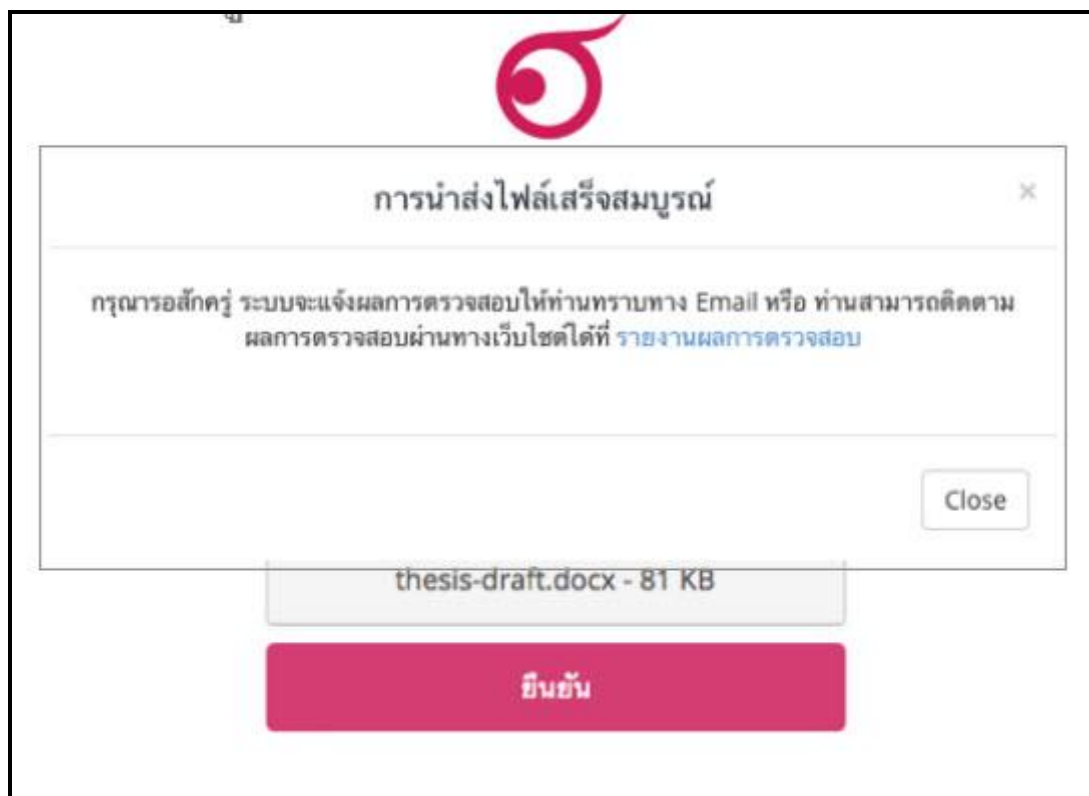 การนำส่งไฟล์เสร็จสมบูรณ์
×
กรุณารอสักครู่ ระบบจะแจ้งผลการตรวจสอบให้ท่านทราบทาง Email หรือ ท่านสามารถติดตาม
ผลการตรวจสอบผ่านทางเว็บไซต์ได้ที่ รายงานผลการตรวจสอบ
Close
thesis-draft.docx - 81 KB
ยืนยัน